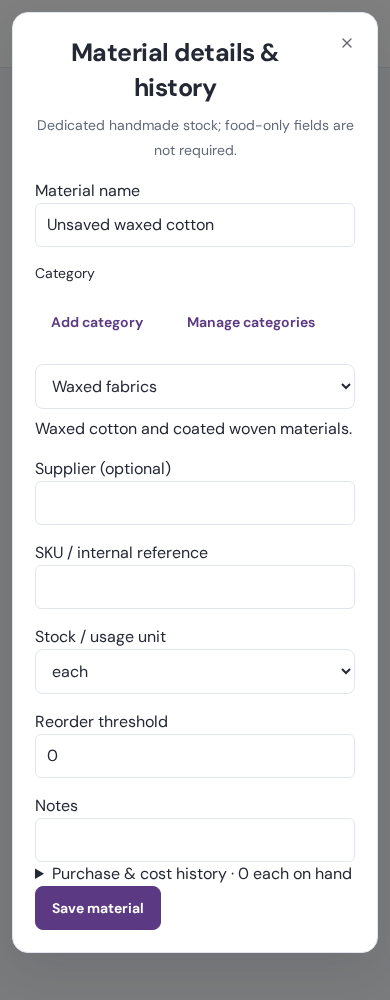 Material details &
history
×
Dedicated handmade stock; food-only fields are
not required.
Material name
Unsaved waxed cotton
Category
Add category
Manage categories
Waxed fabrics
Waxed cotton and coated woven materials.
Supplier (optional)
SKU / internal reference
Stock / usage unit
each
Reorder threshold
0
Notes
Purchase & cost history · 0 each on hand
Save material